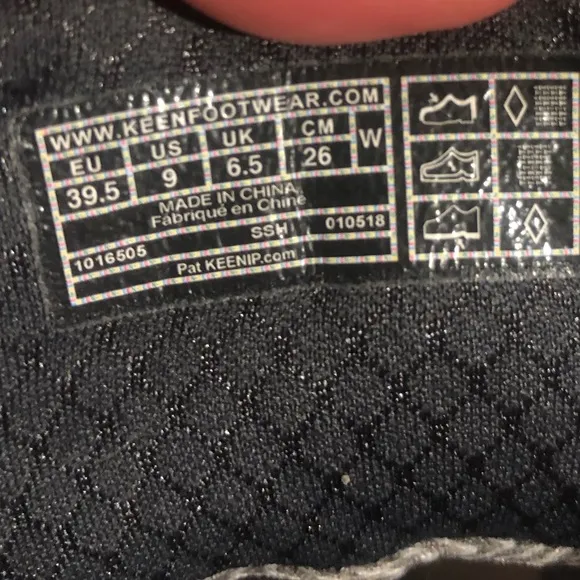 WWW.KEENFOOTWEAR.COM
EU US UK CM W
39.5 9 6.5 26
MADE IN CHINA
Fabriqué en Chine
1016505 SSH 010518
Pat KEENIP.com